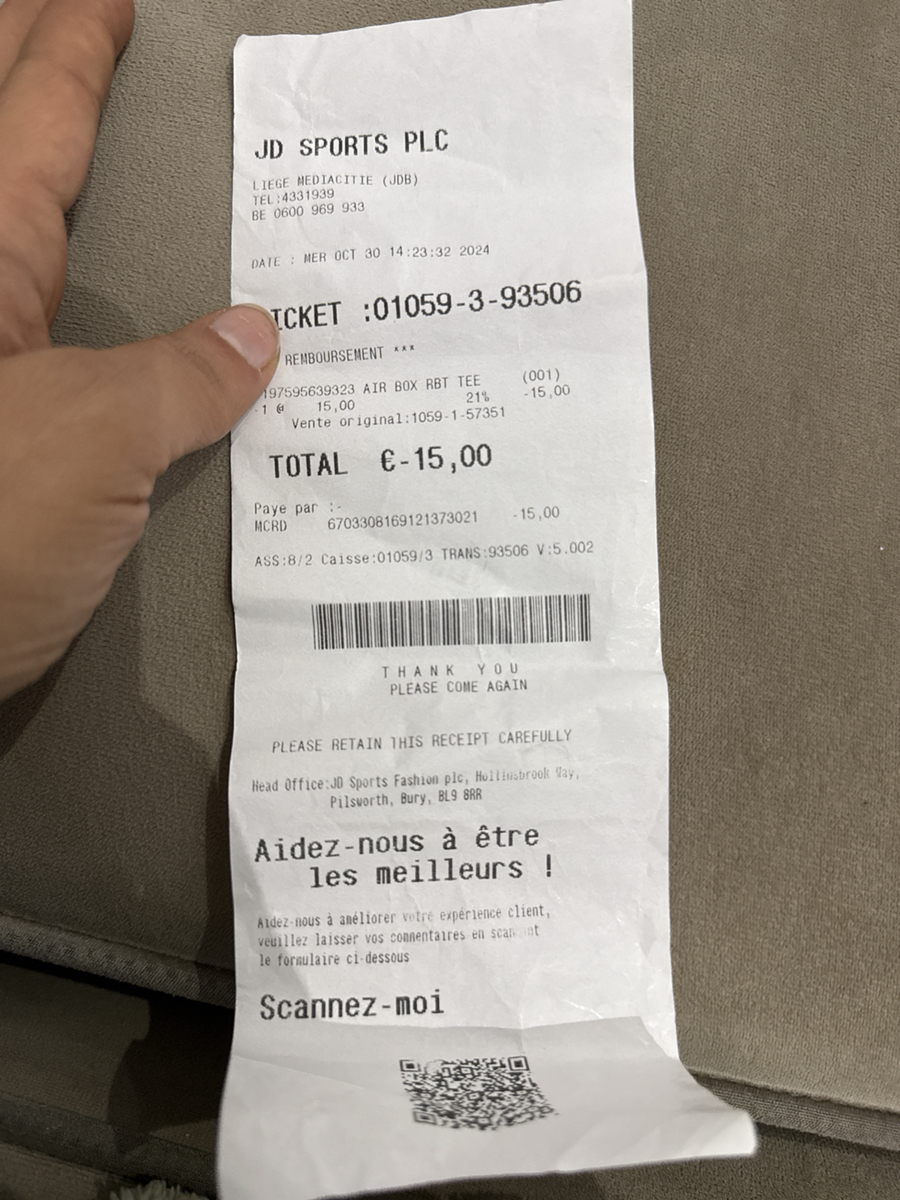 JD SPORTS PLC
LIEGE MEDIACITIE (JDB)
TEL:4331939
BE 0600 969 933
DATE : MER OCT 30 14:23:32 2024
ICKET :01059-3-93506
REMBOURSEMENT ***
197595639323 AIR BOX RBT TEE (001)
-1 @ 15,00 21% -15,00
Vente original:1059-1-57351
TOTAL €-15,00
Paye par :-
MCRD 6703308169121373021 -15,00
ASS:8/2 Caisse:01059/3 TRANS:93506 V:5.002
THANK YOU
PLEASE COME AGAIN
PLEASE RETAIN THIS RECEIPT CAREFULLY
Head Office:JD Sports Fashion plc, Hollinsbrook Way,
Pilsworth, Bury, BL9 8RR
Aidez-nous à être
les meilleurs !
Aidez-nous à améliorer votre expérience client,
veuillez laisser vos commentaires en
le formulaire ci-dessous
Scannez-moi